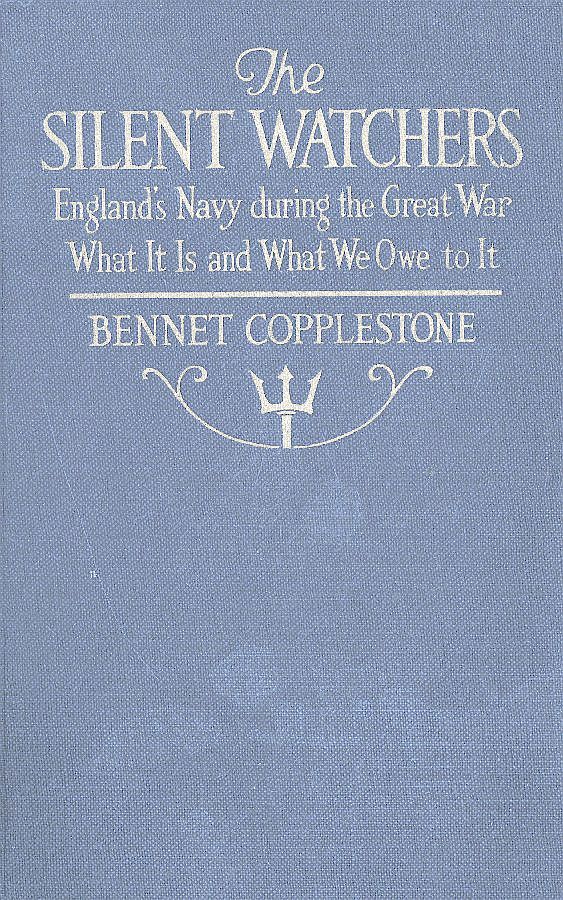 The
SILENT WATCHERS
England's Navy during the Great War
What It Is and What We Owe to It
BENNET COPPLESTONE